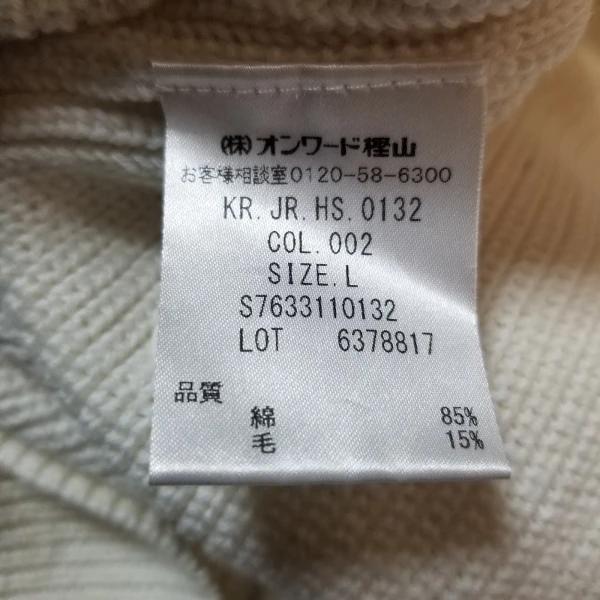 (株)オンワード樫山
お客様相談室0120-58-6300
KR.JR.HS.0132
COL.002
SIZE.L
S7633110132
LOT 6378817
品質
綿 85%
毛 15%